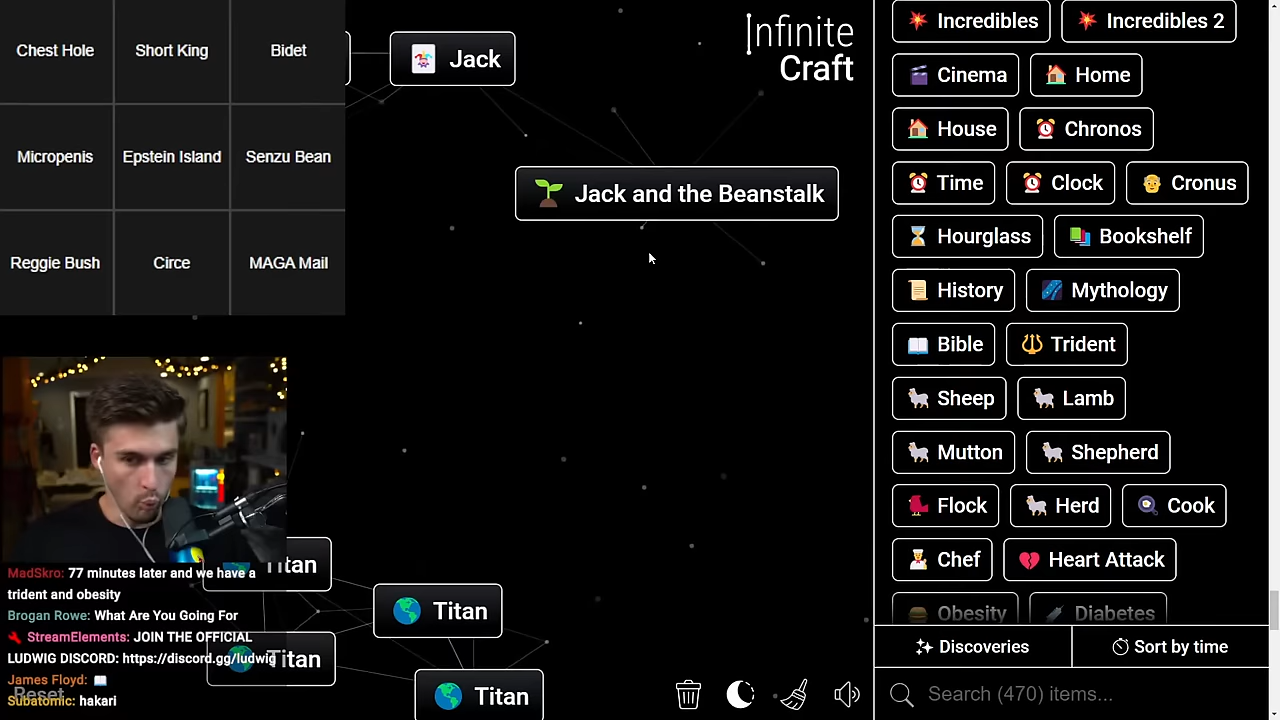 Chest Hole
Short King
Bidet
Micropenis
Epstein Island
Senzu Bean
Reggie Bush
Circe
MAGA Mail
Jack
Infinite
Craft
Jack and the Beanstalk
Titan
Titan
Titan
Titan
MadSkro: 77 minutes later and we have a
trident and obesity
Brogan Rowe: What Are You Going For
StreamElements: JOIN THE OFFICIAL
LUDWIG DISCORD: https://discord.gg/ludwig
James Floyd: 📖
Subatomic: hakari
Reset
Incredibles
Incredibles 2
Cinema
Home
House
Chronos
Time
Clock
Cronus
Hourglass
Bookshelf
History
Mythology
Bible
Trident
Sheep
Lamb
Mutton
Shepherd
Flock
Herd
Cook
Chef
Heart Attack
Obesity
Diabetes
Discoveries
Sort by time
Search (470) items...